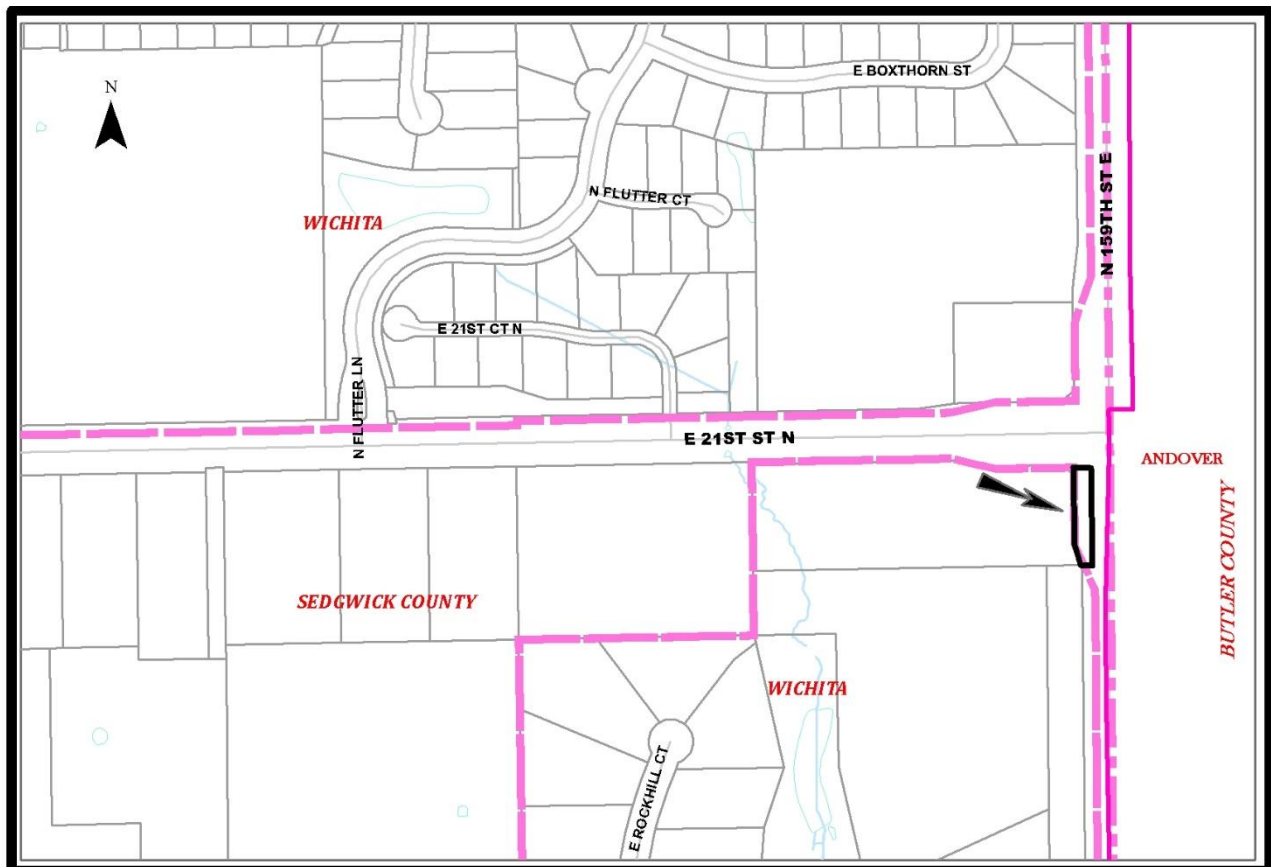 E BOXTHORN ST
N
N 159TH ST E
N FLUTTER CT
WICHITA
E 21ST CT N
N FLUTTER LN
E 21ST ST N
ANDOVER
BUTLER COUNTY
SEDGWICK COUNTY
WICHITA
E ROCKHILL CT